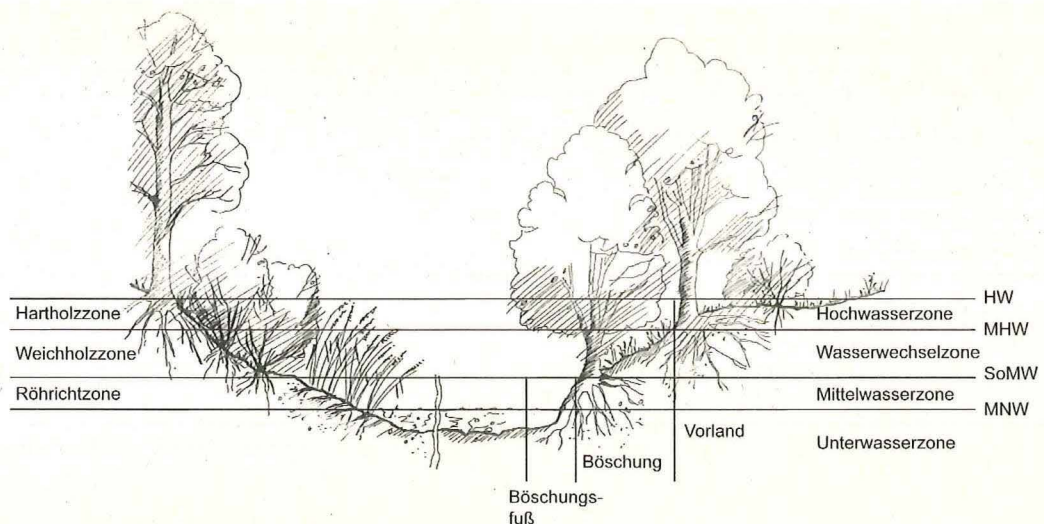 HW
Hartholzzone
Hochwasserzone
MHW
Weichholzzone
Wasserwechselzone
SoMW
Röhrichtzone
Mittelwasserzone
MNW
Vorland
Unterwasserzone
Böschung
Böschungs-
fuß